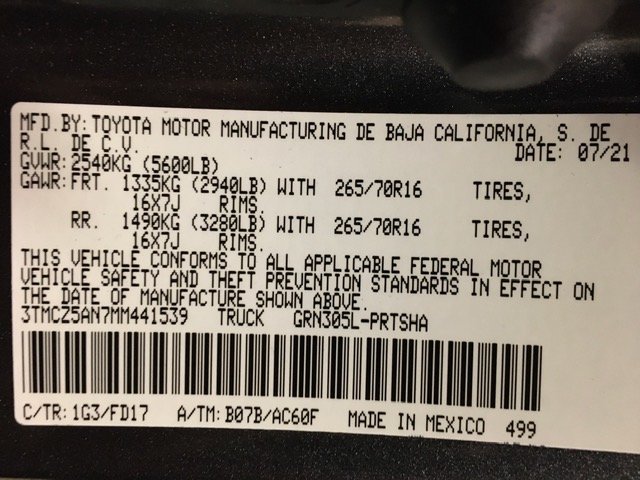 MFD.BY: TOYOTA MOTOR MANUFACTURING DE BAJA CALIFORNIA, S. DE
R.L. DE C.V. DATE: 07/21
GVWR: 2540KG (5600LB)
GAWR: FRT. 1335KG (2940LB) WITH 265/70R16 TIRES,
16X7J RIMS.
RR. 1490KG (3280LB) WITH 265/70R16 TIRES,
16X7J RIMS.
THIS VEHICLE CONFORMS TO ALL APPLICABLE FEDERAL MOTOR
VEHICLE SAFETY AND THEFT PREVENTION STANDARDS IN EFFECT ON
THE DATE OF MANUFACTURE SHOWN ABOVE.
3TMCZ5AN7MM441539 TRUCK GRN305L-PRTSHA
C/TR: 1G3/FD17 A/TM: B07B/AC60F MADE IN MEXICO 499